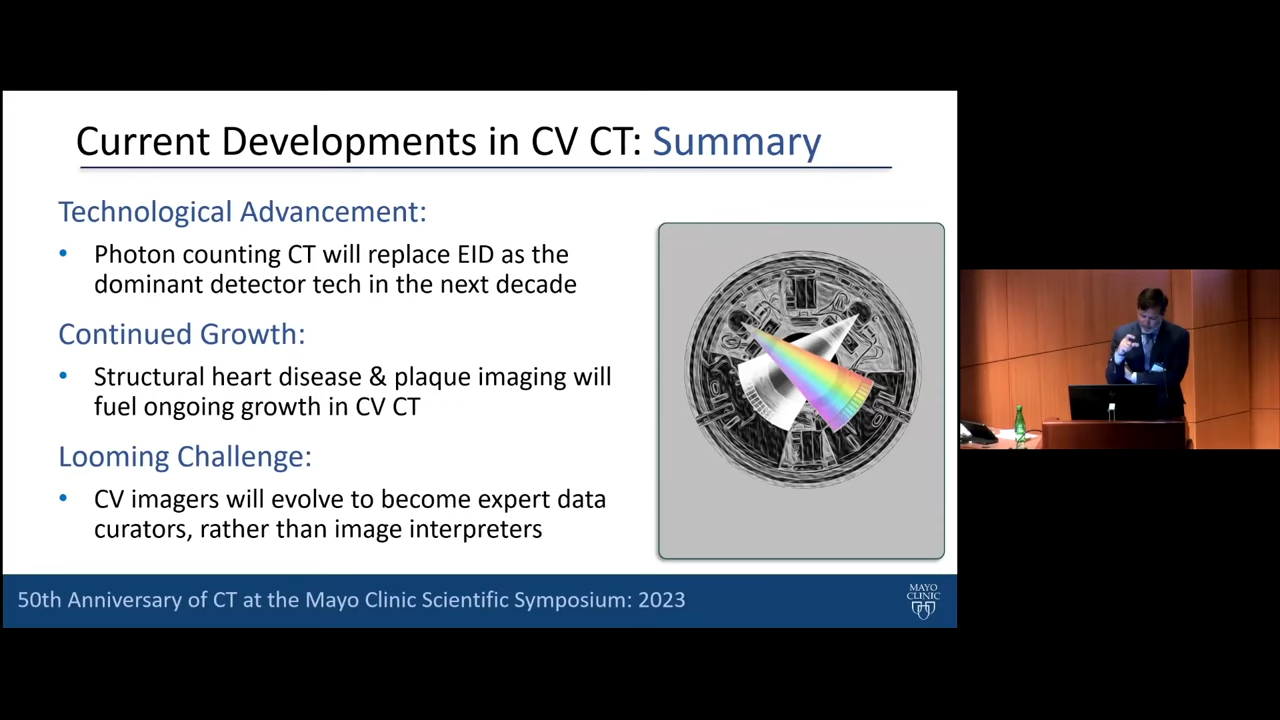 Current Developments in CV CT: Summary
Technological Advancement:
• Photon counting CT will replace EID as the
dominant detector tech in the next decade
Continued Growth:
• Structural heart disease & plaque imaging will
fuel ongoing growth in CV CT
Looming Challenge:
• CV imagers will evolve to become expert data
curators, rather than image interpreters
50th Anniversary of CT at the Mayo Clinic Scientific Symposium: 2023
MAYO
CLINIC